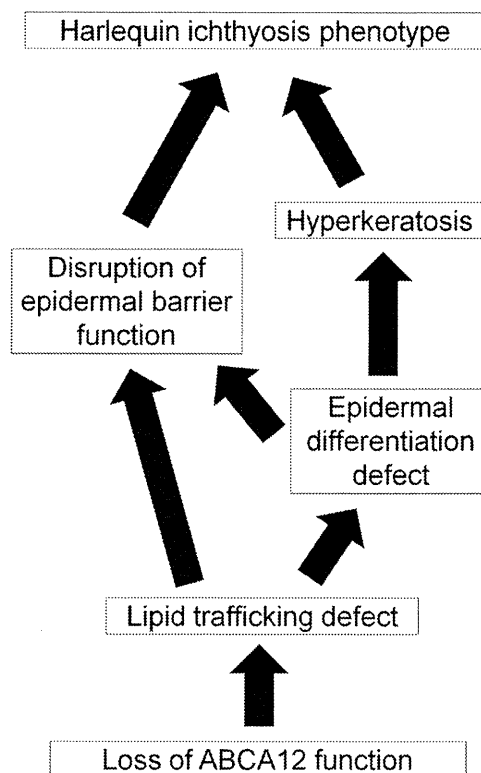 Harlequin ichthyosis phenotype
Hyperkeratosis
Disruption of
epidermal barrier
function
Epidermal
differentiation
defect
Lipid trafficking defect
Loss of ABCA12 function